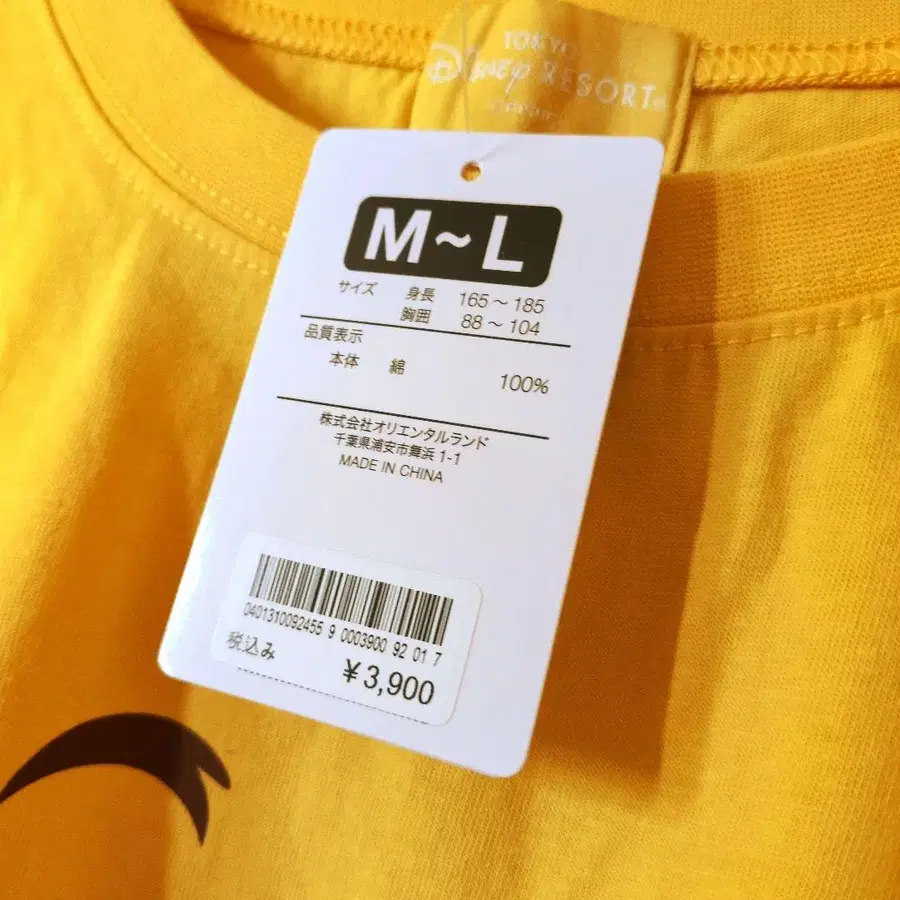 TOKYO
Disney RESORT
M~L
サイズ 身長 165～185
胸囲 88～104
品質表示
本体 綿 100%
株式会社オリエンタルランド
千葉県浦安市舞浜1-1
MADE IN CHINA
0401310092455 9 0003900 92 01 7
税込み
¥3,900